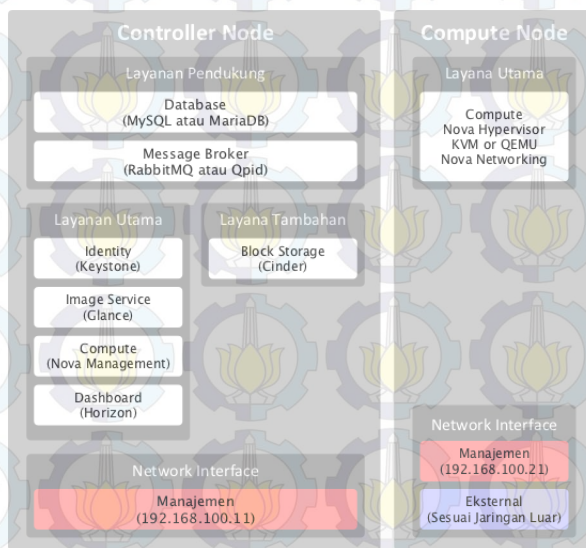 Controller Node
Layanan Pendukung
Database
(MySQL atau MariaDB)
Message Broker
(RabbitMQ atau Qpid)
Layanan Utama
Identity
(Keystone)
Image Service
(Glance)
Compute
(Nova Management)
Dashboard
(Horizon)
Layana Tambahan
Block Storage
(Cinder)
Network Interface
Manajemen
(192.168.100.11)
Compute Node
Layana Utama
Compute
Nova Hypervisor
KVM or QEMU
Nova Networking
Network Interface
Manajemen
(192.168.100.21)
Eksternal
(Sesuai Jaringan Luar)